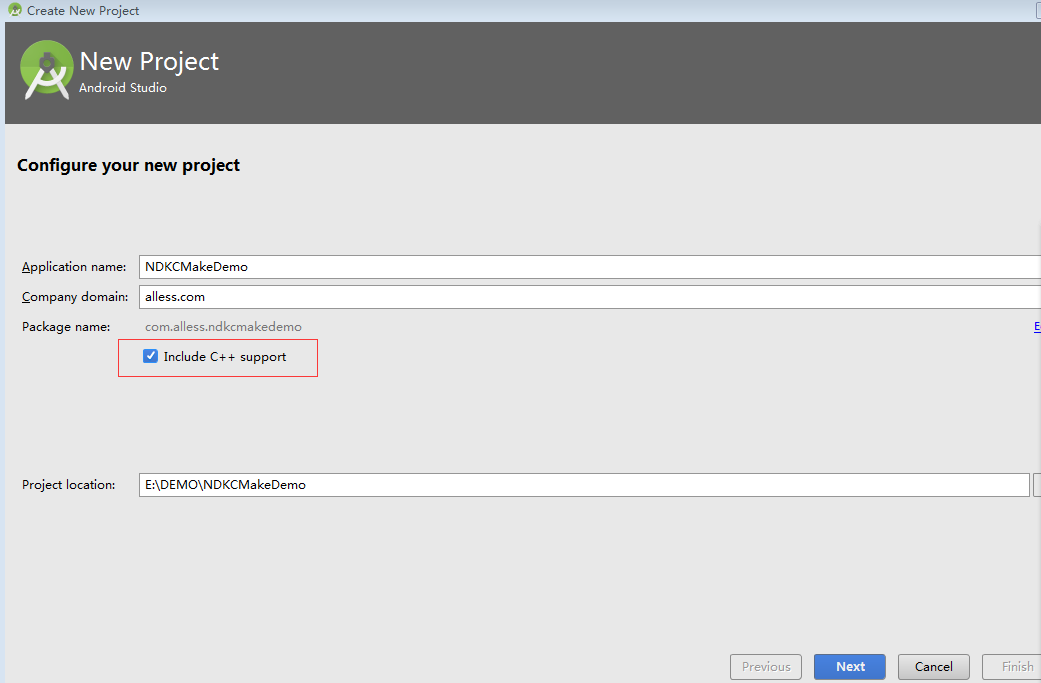 Create New Project
New Project
Android Studio
Configure your new project
Application name: NDKCMakeDemo
Company domain: alless.com
Package name: com.alless.ndkcmakedemo
Include C++ support
Project location: E:\DEMO\NDKCMakeDemo
Previous Next Cancel Finish